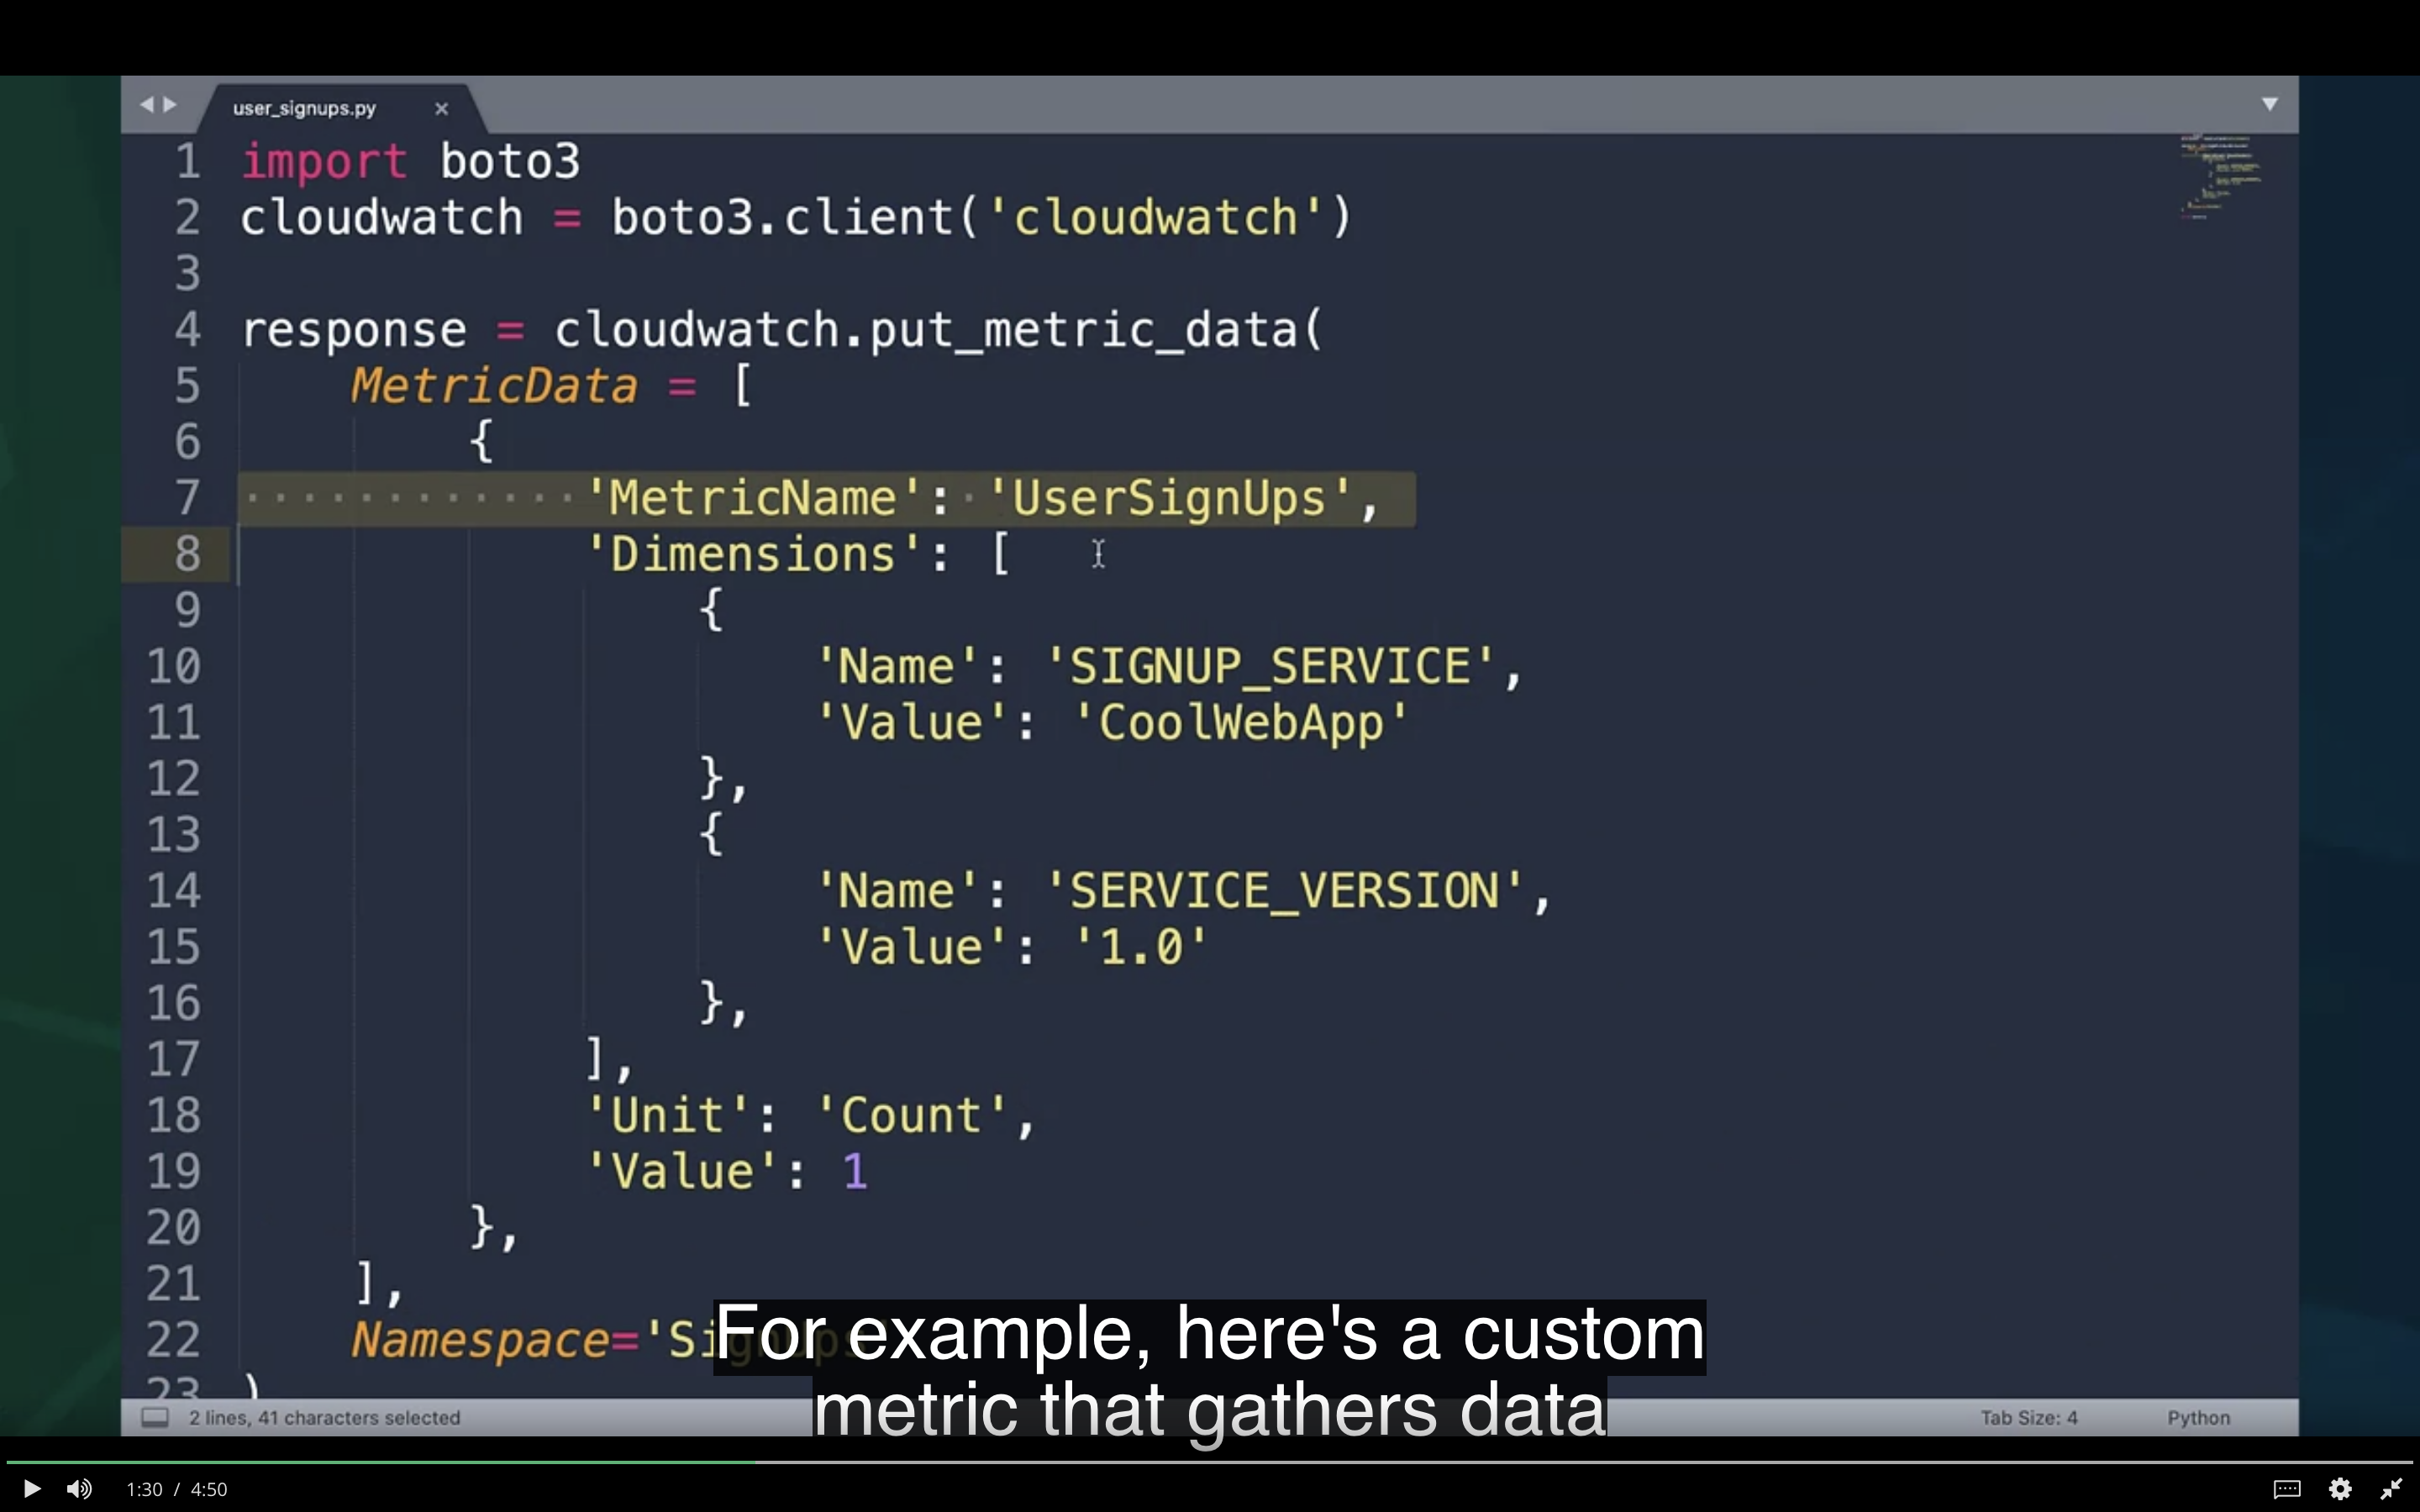 user_signups.py ×
1 import boto3
2 cloudwatch = boto3.client('cloudwatch')
3
4 response = cloudwatch.put_metric_data(
5     MetricData = [
6         {
7             'MetricName': 'UserSignUps',
8             'Dimensions': [
9                 {
10                     'Name': 'SIGNUP_SERVICE',
11                     'Value': 'CoolWebApp'
12                 },
13                 {
14                     'Name': 'SERVICE_VERSION',
15                     'Value': '1.0'
16                 },
17             ],
18             'Unit': 'Count',
19             'Value': 1
20         },
21     ],
22     Namespace='SignUps'
23 )
For example, here's a custom
metric that gathers data
2 lines, 41 characters selected Tab Size: 4 Python
1:30 / 4:50